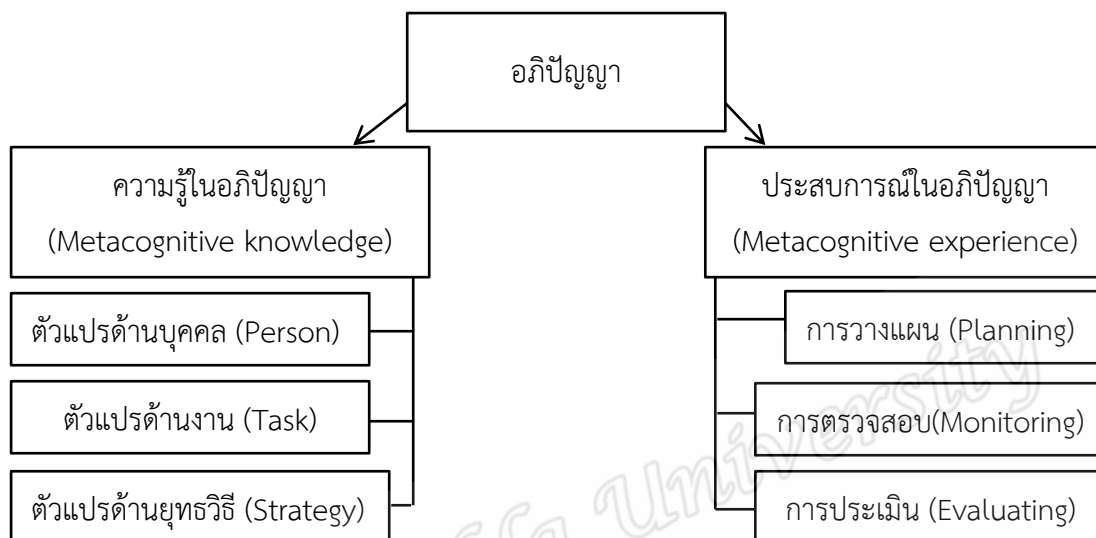 อภิปัญญา
ความรู้ในอภิปัญญา
(Metacognitive knowledge)
ตัวแปรด้านบุคคล (Person)
ตัวแปรด้านงาน (Task)
ตัวแปรด้านยุทธวิธี (Strategy)
ประสบการณ์ในอภิปัญญา
(Metacognitive experience)
การวางแผน (Planning)
การตรวจสอบ(Monitoring)
การประเมิน (Evaluating)
University